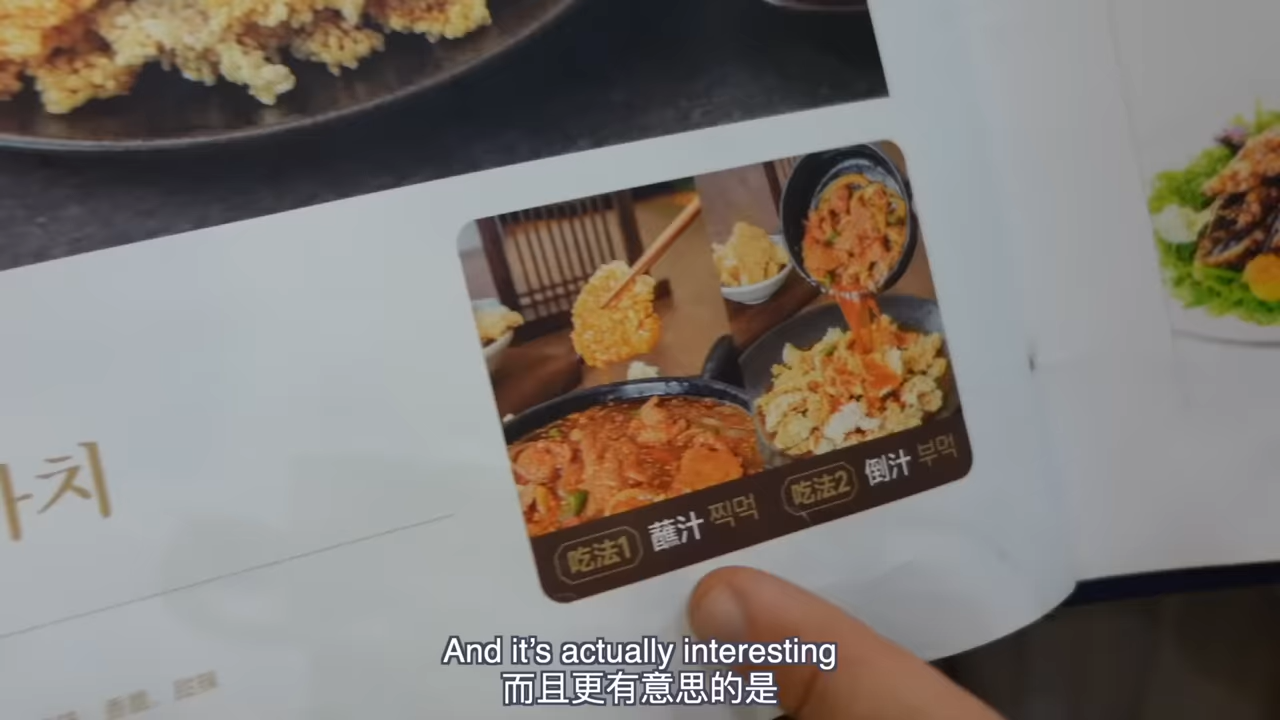 吃法1 蘸汁 찍먹 吃法2 倒汁 부먹
And it's actually interesting
而且更有意思的是